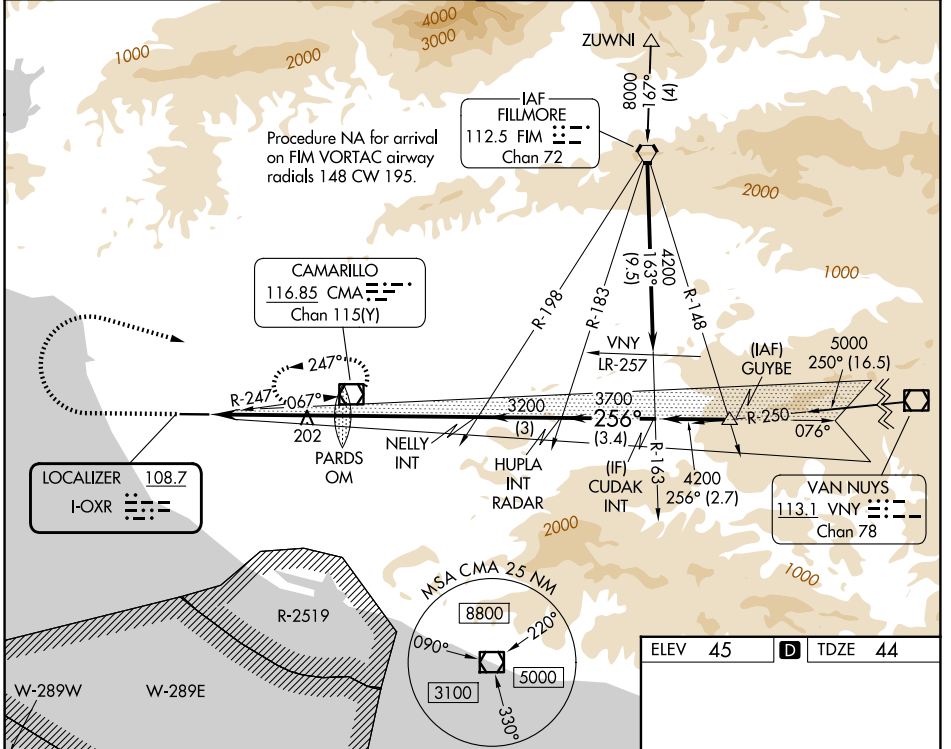 4000
3000
1000
2000
ZUWNI
8000
197°
(4)
IAF
FILLMORE
112.5 FIM
Chan 72
Procedure NA for arrival
on FIM VORTAC airway
radials 148 CW 195.
2000
1000
4200
163°
(9.5)
R-198
R-183
R-148
CAMARILLO
116.85 CMA
Chan 115(Y)
VNY
LR-257
(IAF)
GUYBE
5000
250° (16.5)
247°
R-247
067°
202
PARDS
OM
NELLY
INT
3200
(3)
HUPLA
INT
RADAR
3700
256°
(3.4)
(IF)
CUDAK
INT
R-163
4200
256° (2.7)
R-250
076°
LOCALIZER 108.7
I-OXR
VAN NUYS
113.1 VNY
Chan 78
2000
1000
MSA CMA 25 NM
8800
220°
090°
3100
5000
330°
R-2519
W-289W
W-289E
ELEV 45 D TDZE 44